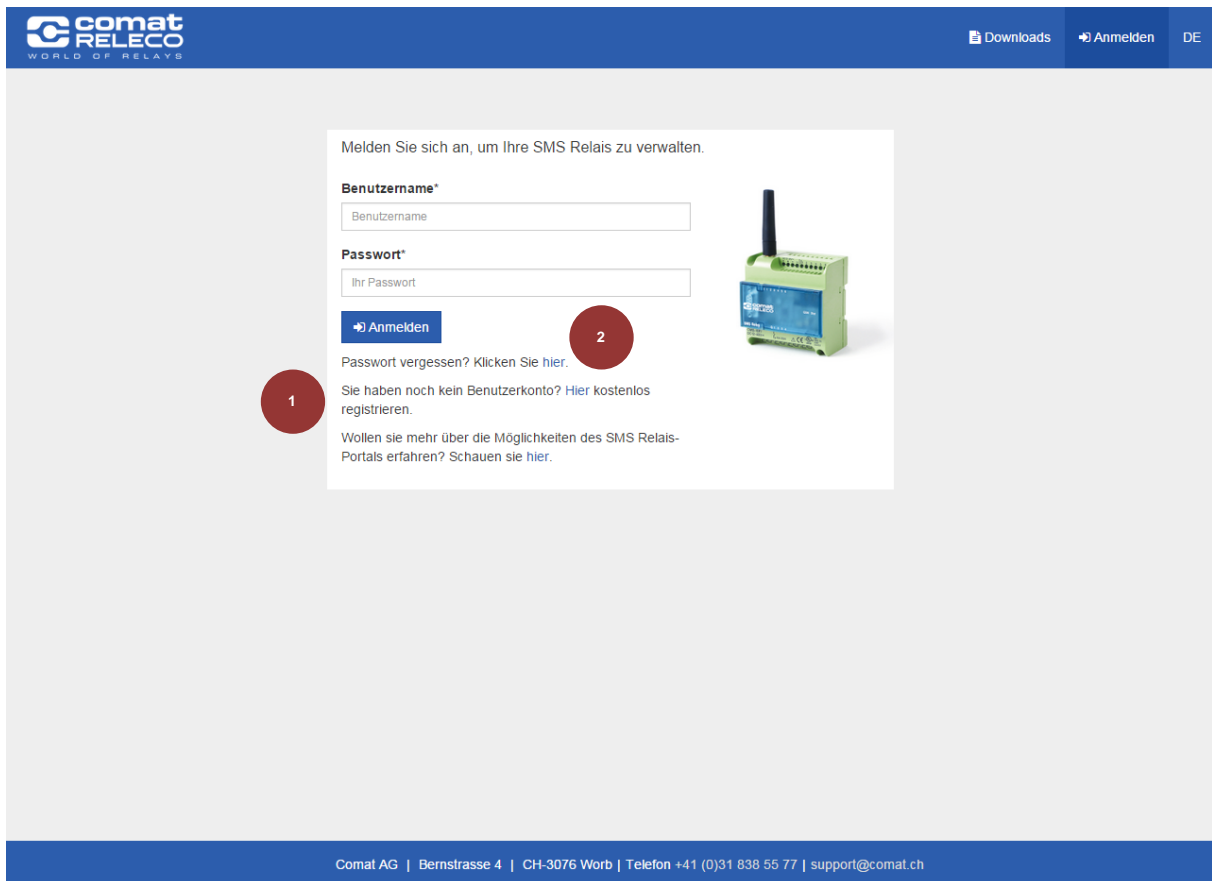 comat
RELECO
WORLD OF RELAYS
Downloads
Anmelden
DE
Melden Sie sich an, um Ihre SMS Relais zu verwalten.
Benutzername*
Benutzername
Passwort*
Ihr Passwort
Anmelden
2
Passwort vergessen? Klicken Sie hier.
1
Sie haben noch kein Benutzerkonto? Hier kostenlos
registrieren.
Wollen sie mehr über die Möglichkeiten des SMS Relais-
Portals erfahren? Schauen sie hier.
comat
RELECO
Comat AG | Bernstrasse 4 | CH-3076 Worb | Telefon +41 (0)31 838 55 77 | support@comat.ch